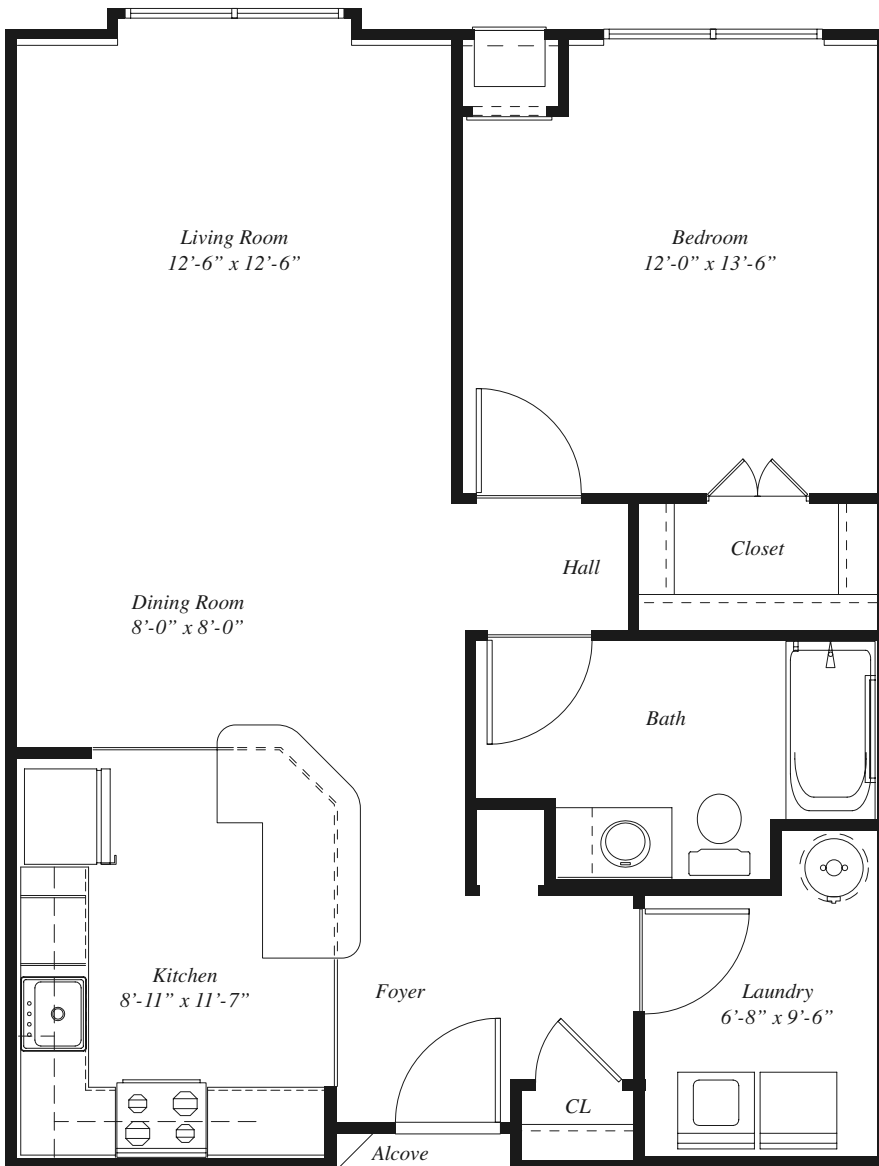 Living Room
12’-6” x 12’-6”
Bedroom
12’-0” x 13’-6”
Closet
Hall
Dining Room
8’-0” x 8’-0”
Bath
Kitchen
8’-11” x 11’-7”
Foyer
Laundry
6’-8” x 9’-6”
CL
Alcove